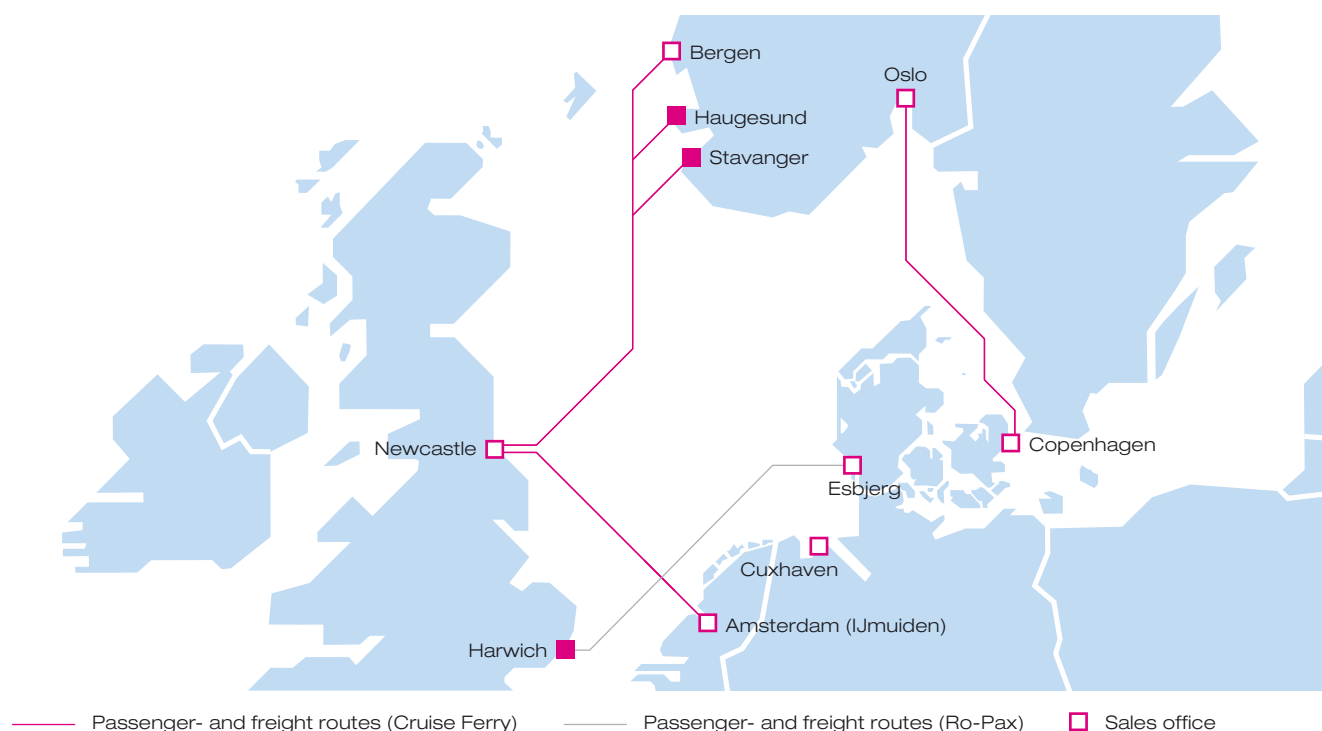 Bergen
Oslo
Haugesund
Stavanger
Newcastle
Copenhagen
Esbjerg
Cuxhaven
Amsterdam (IJmuiden)
Harwich
Passenger- and freight routes (Cruise Ferry)
Passenger- and freight routes (Ro-Pax)
Sales office